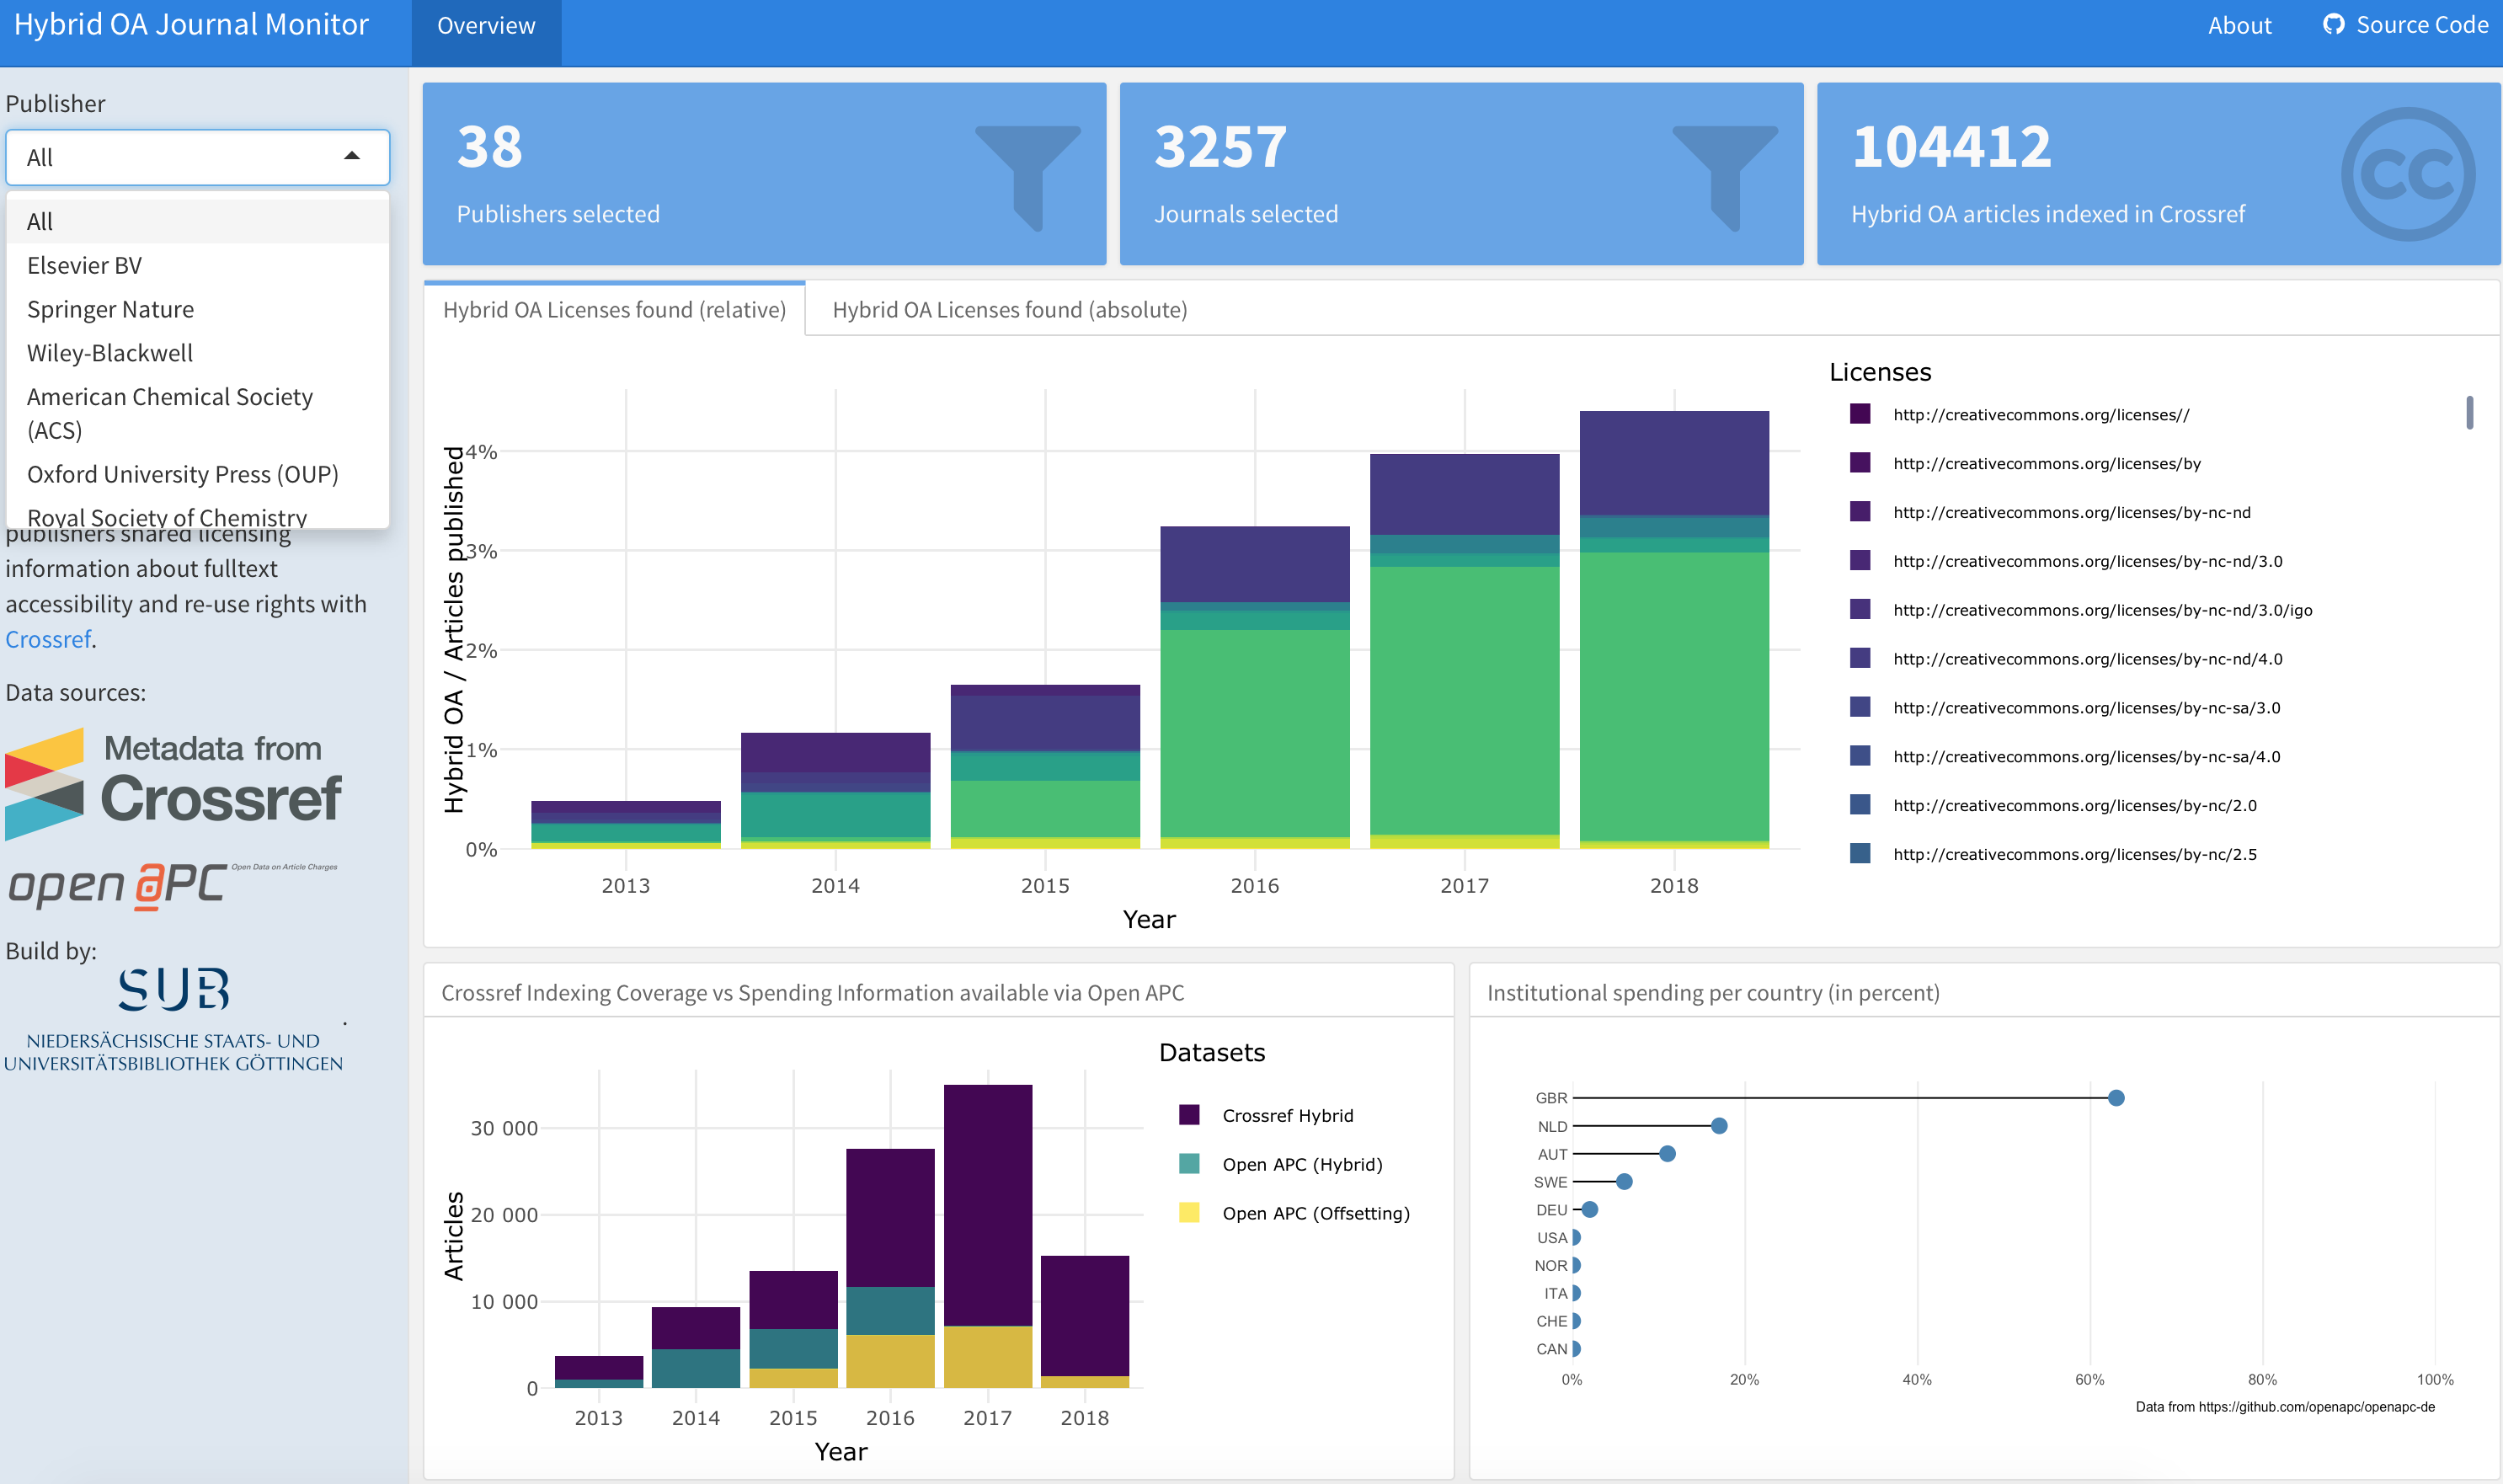 Hybrid OA Journal Monitor
Overview
About
Source Code
Publisher
All
All
Elsevier BV
Springer Nature
Wiley-Blackwell
American Chemical Society
(ACS)
Oxford University Press (OUP)
Royal Society of Chemistry
publishers shared licensing
information about fulltext
accessibility and re-use rights with
Crossref.
Data sources:
Metadata from
Crossref
open aPC
Open Data on Article Charges
Build by:
SUB
NIEDERSÄCHSISCHE STAATS- UND
UNIVERSITÄTSBIBLIOTHEK GÖTTINGEN
.
38
Publishers selected
3257
Journals selected
104412
Hybrid OA articles indexed in Crossref
cc
Hybrid OA Licenses found (relative)
Hybrid OA Licenses found (absolute)
Hybrid OA / Articles published
4%
3%
2%
1%
0%
2013
2014
2015
2016
2017
2018
Year
Licenses
http://creativecommons.org/licenses//
http://creativecommons.org/licenses/by
http://creativecommons.org/licenses/by-nc-nd
http://creativecommons.org/licenses/by-nc-nd/3.0
http://creativecommons.org/licenses/by-nc-nd/3.0/igo
http://creativecommons.org/licenses/by-nc-nd/4.0
http://creativecommons.org/licenses/by-nc-sa/3.0
http://creativecommons.org/licenses/by-nc-sa/4.0
http://creativecommons.org/licenses/by-nc/2.0
http://creativecommons.org/licenses/by-nc/2.5
Crossref Indexing Coverage vs Spending Information available via Open APC
Articles
30 000
20 000
10 000
0
2013
2014
2015
2016
2017
2018
Year
Datasets
Crossref Hybrid
Open APC (Hybrid)
Open APC (Offsetting)
Institutional spending per country (in percent)
GBR
NLD
AUT
SWE
DEU
USA
NOR
ITA
CHE
CAN
0%
20%
40%
60%
80%
100%
Data from https://github.com/openapc/openapc-de